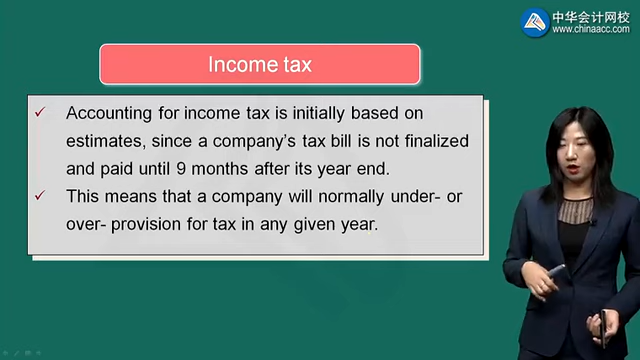 中华会计网校
www.chinaacc.com
Income tax
✓ Accounting for income tax is initially based on
estimates, since a company's tax bill is not finalized
and paid until 9 months after its year end.
✓ This means that a company will normally under- or
over- provision for tax in any given year.